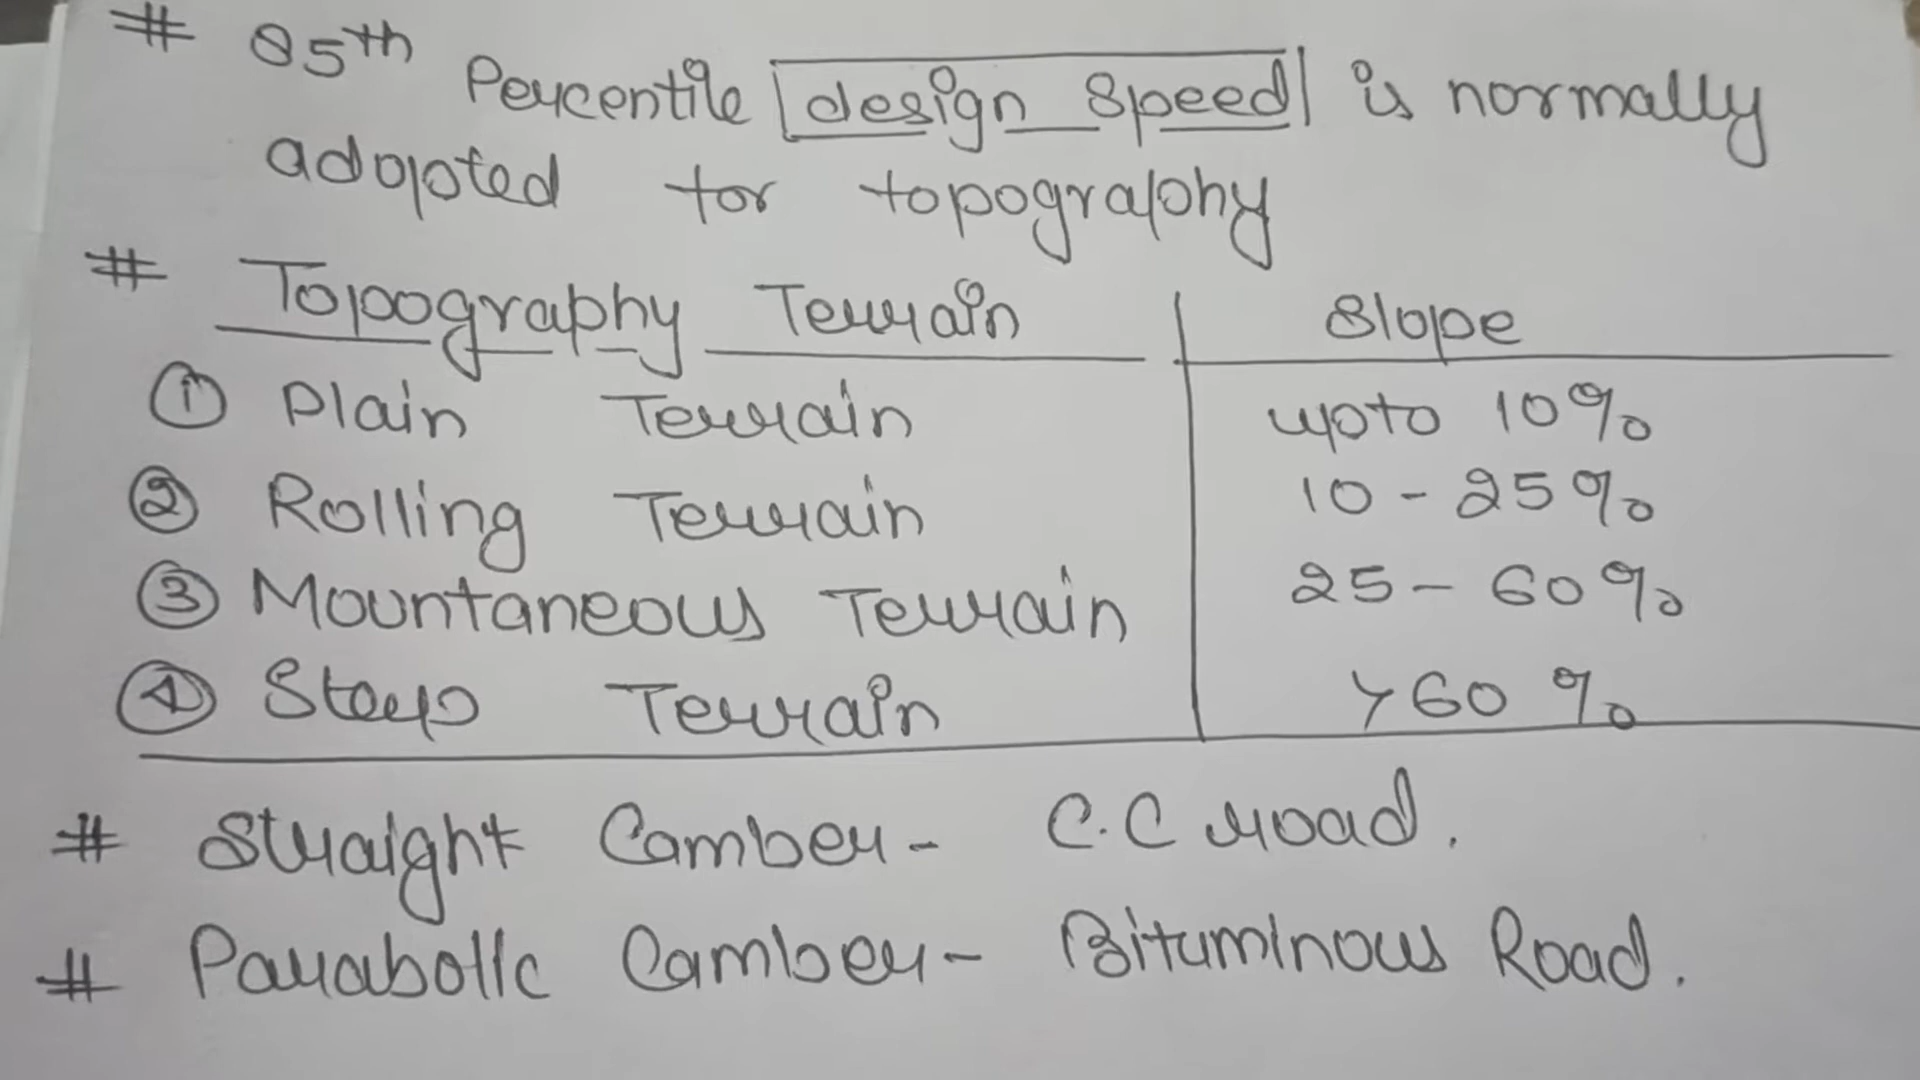 # 85th Percentile design speed is normally
adopted for topography
# Topography Terrain | Slope
① Plain Terrain upto 10%
② Rolling Terrain 10 - 25%
③ Mountaneous Terrain 25 - 60%
④ Steep Terrain >60 %
# Straight Camber - C.C road.
# Parabolic Camber - Bituminous Road.